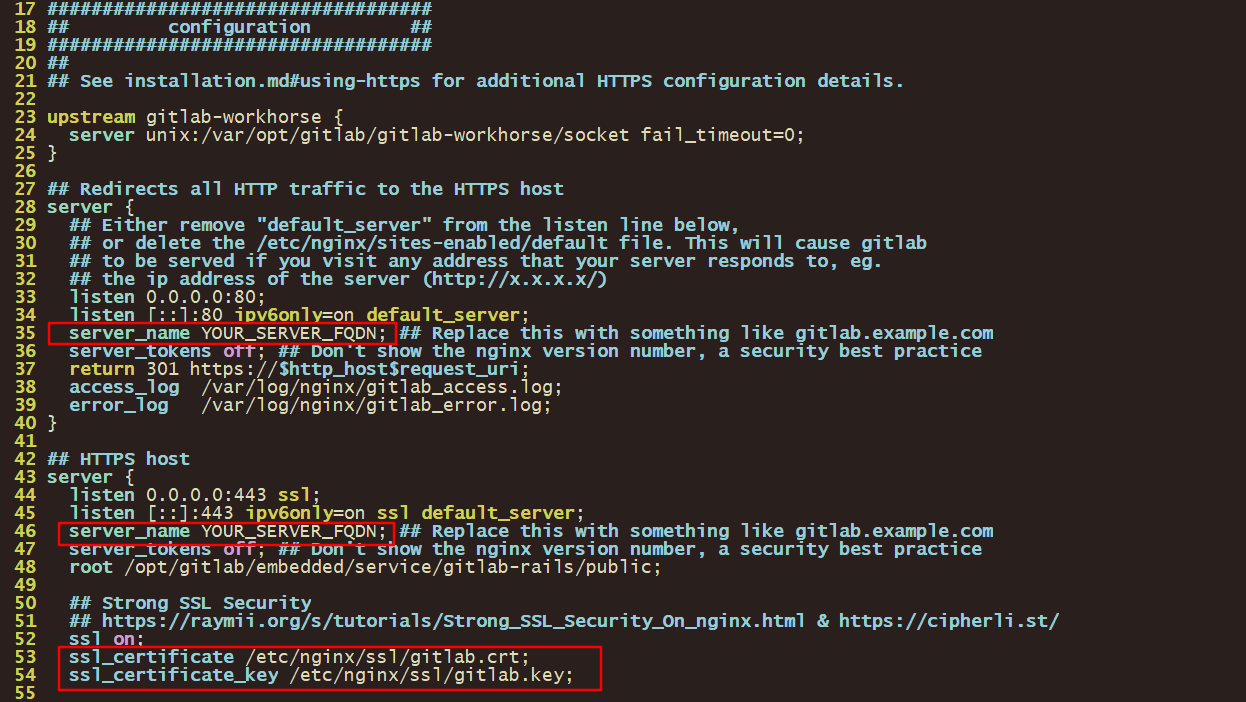 17 ###################################
18 ##         configuration         ##
19 ###################################
20 ##
21 ## See installation.md#using-https for additional HTTPS configuration details.
22
23 upstream gitlab-workhorse {
24   server unix:/var/opt/gitlab/gitlab-workhorse/socket fail_timeout=0;
25 }
26
27 ## Redirects all HTTP traffic to the HTTPS host
28 server {
29   ## Either remove "default_server" from the listen line below,
30   ## or delete the /etc/nginx/sites-enabled/default file. This will cause gitlab
31   ## to be served if you visit any address that your server responds to, eg.
32   ## the ip address of the server (http://x.x.x.x/)
33   listen 0.0.0.0:80;
34   listen [::]:80 ipv6only=on default_server;
35   server_name YOUR_SERVER_FQDN; ## Replace this with something like gitlab.example.com
36   server_tokens off; ## Don't show the nginx version number, a security best practice
37   return 301 https://$http_host$request_uri;
38   access_log  /var/log/nginx/gitlab_access.log;
39   error_log   /var/log/nginx/gitlab_error.log;
40 }
41
42 ## HTTPS host
43 server {
44   listen 0.0.0.0:443 ssl;
45   listen [::]:443 ipv6only=on ssl default_server;
46   server_name YOUR_SERVER_FQDN; ## Replace this with something like gitlab.example.com
47   server_tokens off; ## Don't show the nginx version number, a security best practice
48   root /opt/gitlab/embedded/service/gitlab-rails/public;
49
50   ## Strong SSL Security
51   ## https://raymii.org/s/tutorials/Strong_SSL_Security_On_nginx.html & https://cipherli.st/
52   ssl on;
53   ssl_certificate /etc/nginx/ssl/gitlab.crt;
54   ssl_certificate_key /etc/nginx/ssl/gitlab.key;
55